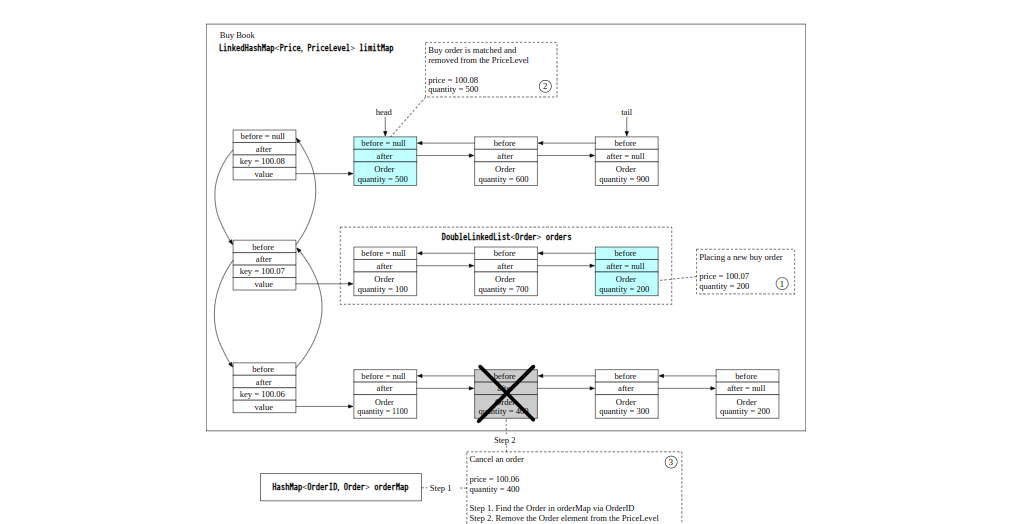 Buy Book
LinkedHashMap<Price, PriceLevel> limitMap
Buy order is matched and
removed from the PriceLevel
price = 100.08
quantity = 500
2
head
tail
before = null
after
key = 100.08
value
before = null
after
Order
quantity = 500
before
after
Order
quantity = 600
before
after = null
Order
quantity = 900
DoubleLinkedList<Order> orders
before
after
key = 100.07
value
before = null
after
Order
quantity = 100
before
after
Order
quantity = 700
before
after = null
Order
quantity = 200
Placing a new buy order
price = 100.07
quantity = 200
1
before
after
key = 100.06
value
before = null
after
Order
quantity = 1100
before
after
Order
quantity = 400
before
after
Order
quantity = 300
before
after = null
Order
quantity = 200
Step 2
Cancel an order
3
price = 100.06
quantity = 400
HashMap<OrderID, Order> orderMap
Step 1
Step 1. Find the Order in orderMap via OrderID
Step 2. Remove the Order element from the PriceLevel